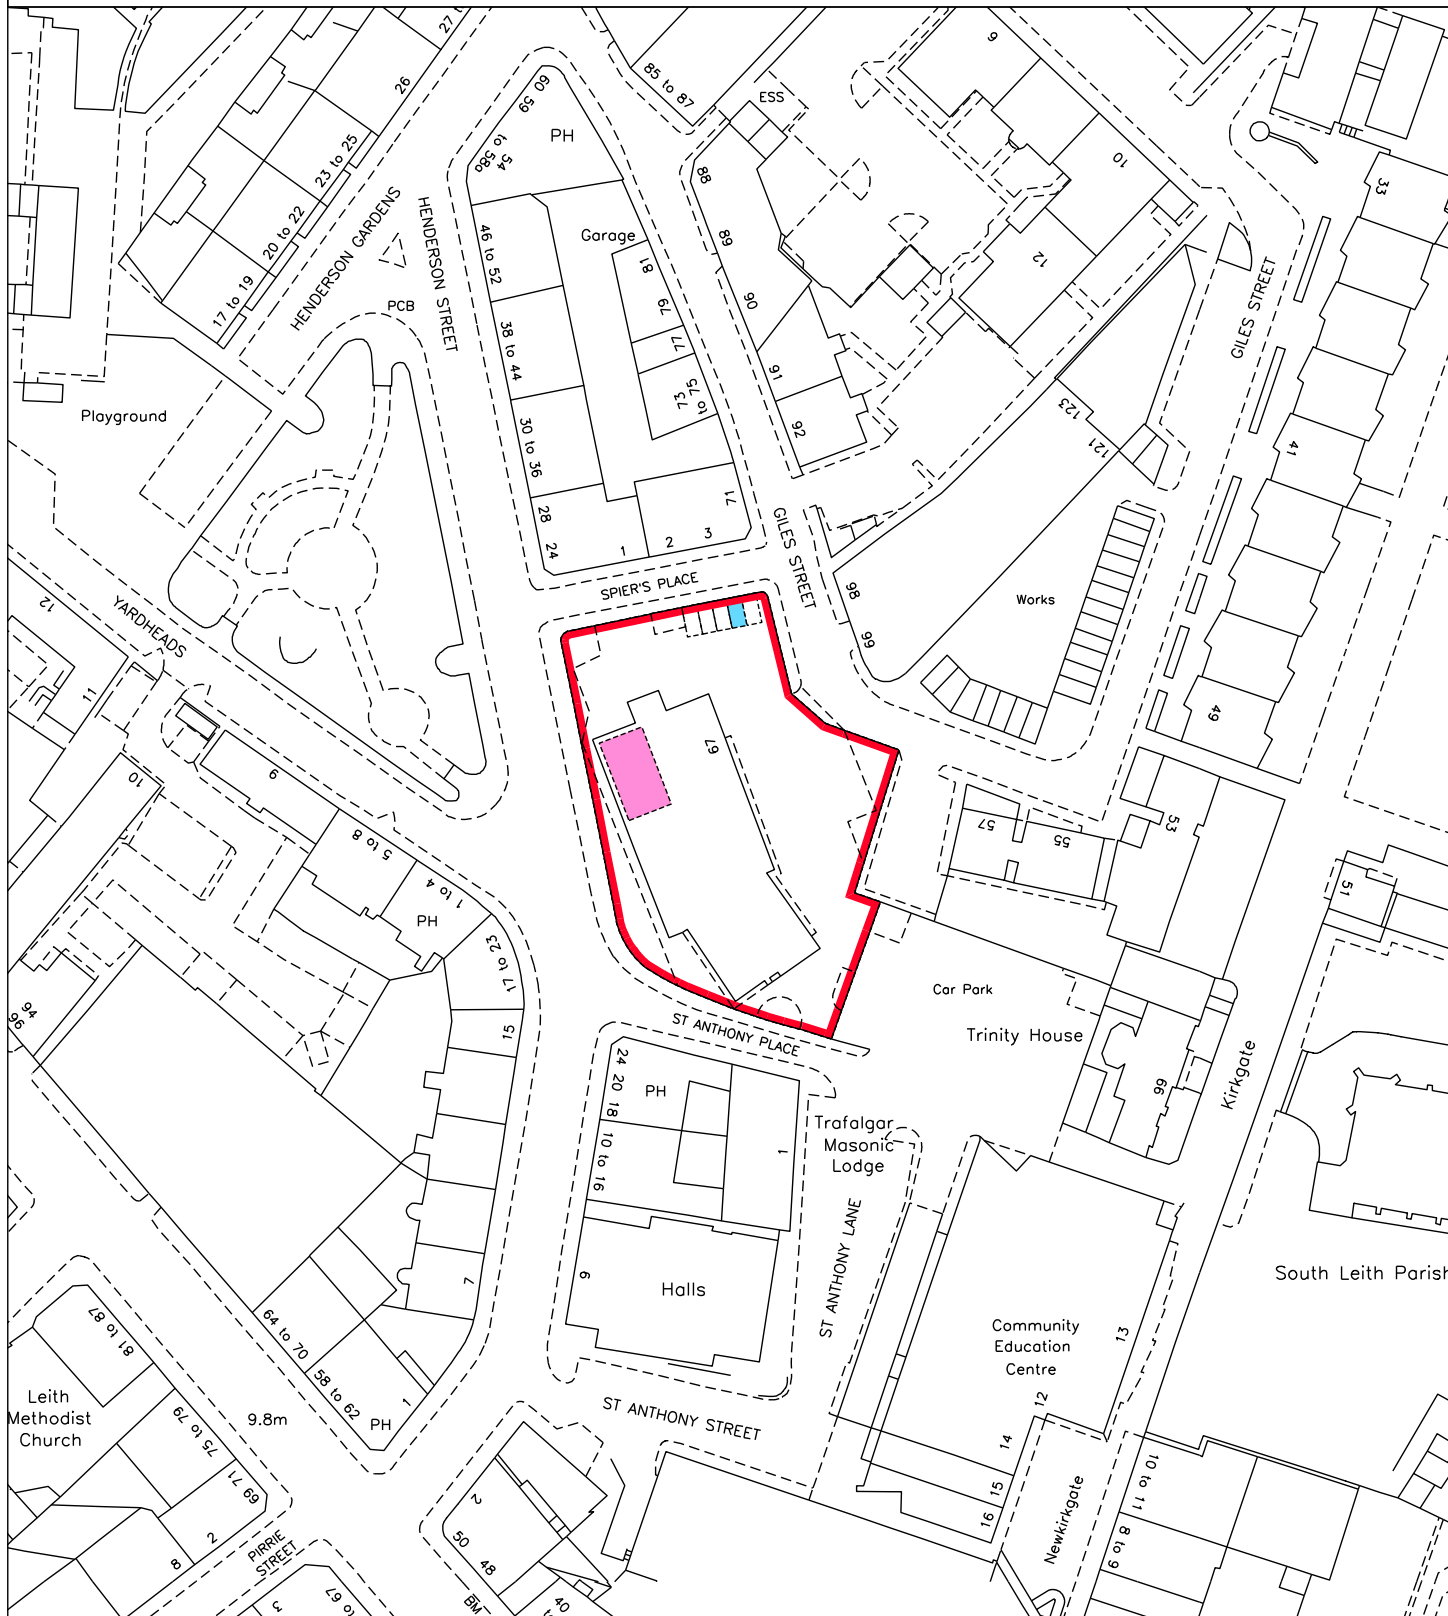 27 t
26
23 to 25
20 to 22
17 to 19
HENDERSON GARDENS
HENDERSON STREET
PCB
Playground
60
59
54
to 58a
PH
46 to 52
Garage
81
79
77
73
to 75
38 to 44
30 to 36
28
24
1
2
3
71
85 to 87
ESS
88
89
90
91
92
9
10
12
33
GILES STREET
123
121
41
GILES STREET
98
99
Works
49
SPIER'S PLACE
YARDHEADS
12
11
10
9
5 to 8
1 to 4
PH
17 to 23
15
67
57
55
53
51
94
96
Car Park
Trinity House
66
Kirkgate
ST ANTHONY PLACE
24
20
18
PH
10 to 16
1
Trafalgar
Masonic
Lodge
ST ANTHONY LANE
6
Halls
7
64 to 70
58 to 62
PH
1
81 to 87
Leith
Methodist
Church
9.8m
75 to 79
71
69
2
8
PIRRIE
STREET
3
67
ST ANTHONY STREET
2
50
48
BM
40
South Leith Parish
Community
Education
Centre
13
12
14
15
16
Newkirkgate
10 to 11
8 to 9